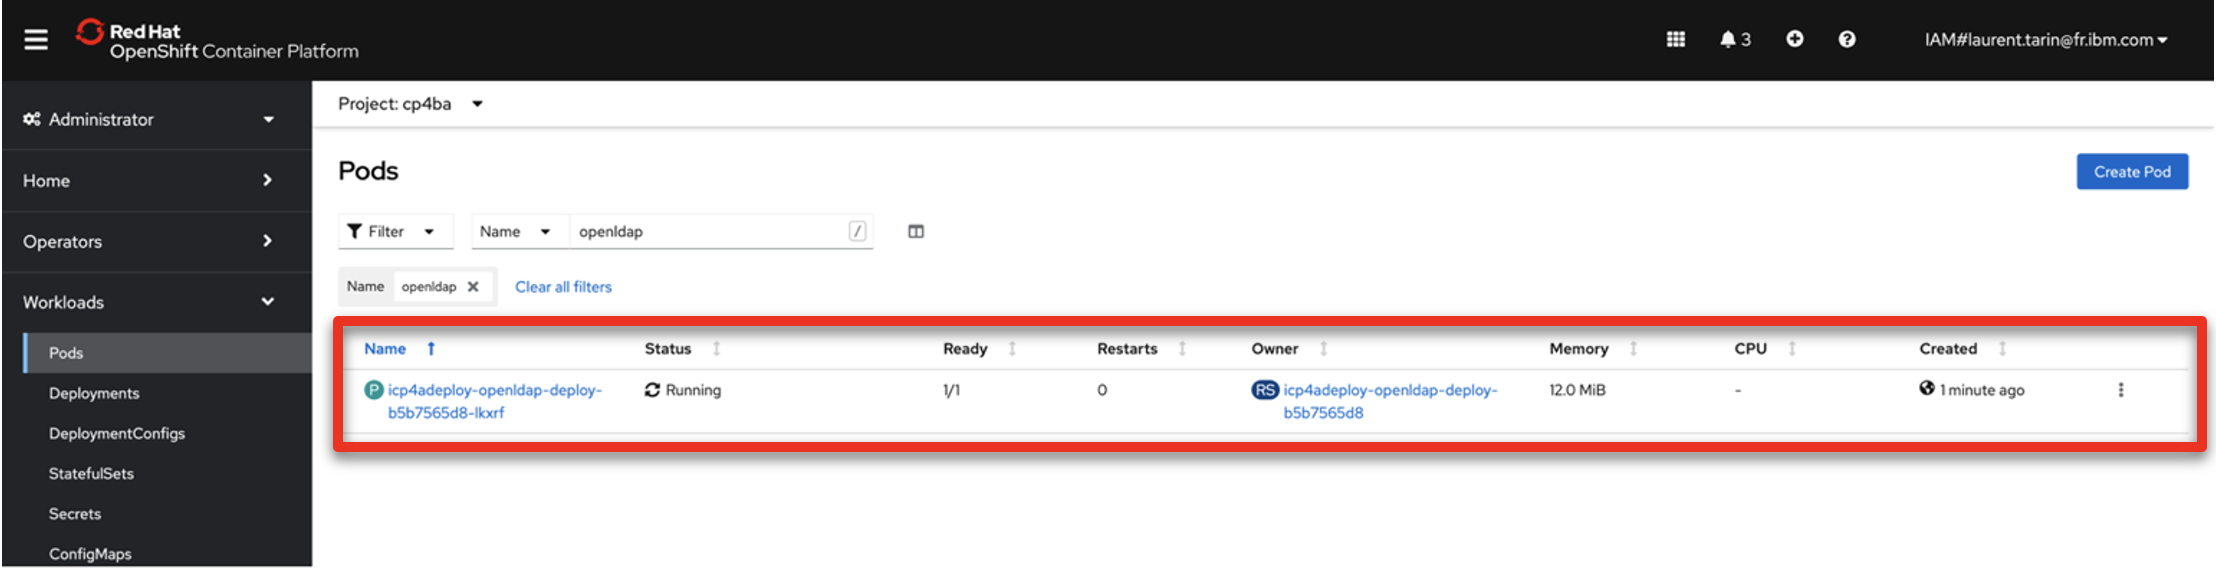 Red Hat
OpenShift Container Platform
3
IAM#laurent.tarin@fr.ibm.com
Administrator
Home
Operators
Workloads
Pods
Deployments
DeploymentConfigs
StatefulSets
Secrets
ConfigMaps
Project: cp4ba
Pods
Create Pod
Filter
Name
openldap
/
Name openldap
Clear all filters
Name Status Ready Restarts Owner Memory CPU Created
P icp4adeploy-openldap-deploy- Running 1/1 0 RS icp4adeploy-openldap-deploy- 12.0 MiB - 1 minute ago
b5b7565d8-lkxrf b5b7565d8